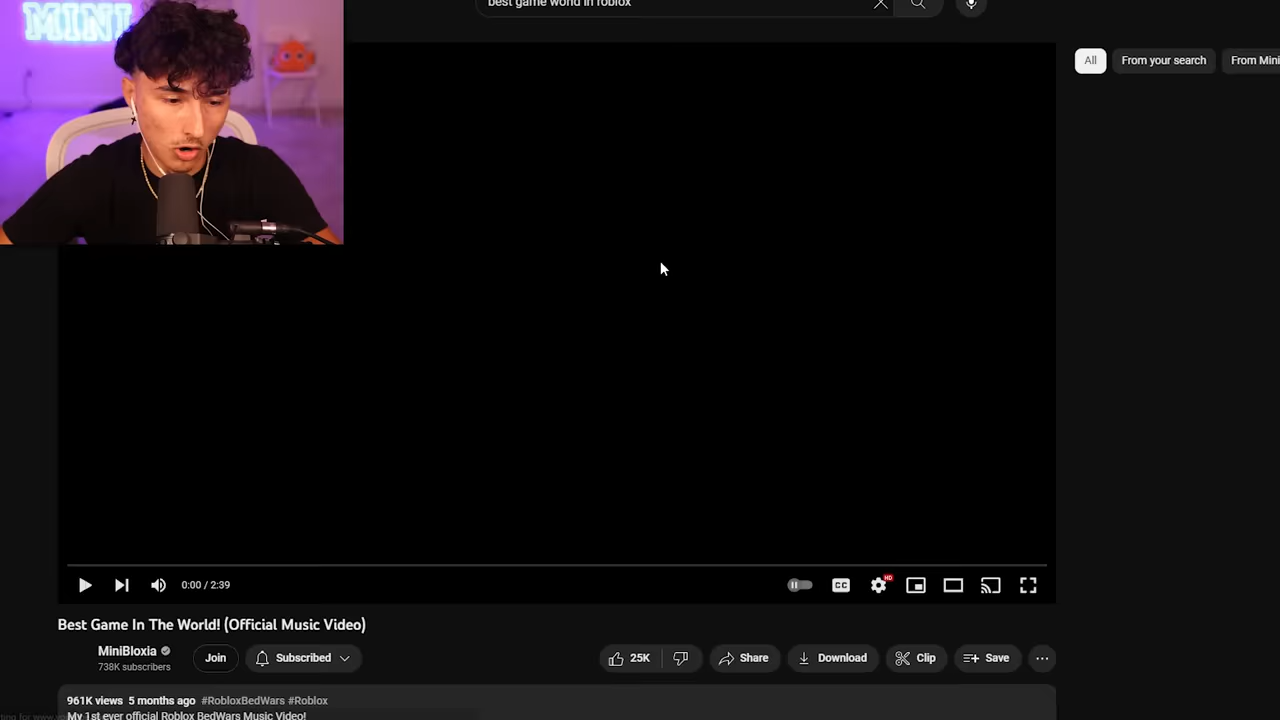 MINI
best game world in roblox
All
From your search
From Mini
HD
CC
0:00 / 2:39
Best Game In The World! (Official Music Video)
MiniBloxia
738K subscribers
Join
Subscribed
25K
Share
Download
Clip
Save
961K views 5 months ago #RobloxBedWars #Roblox
My 1st ever official Roblox BedWars Music Video!